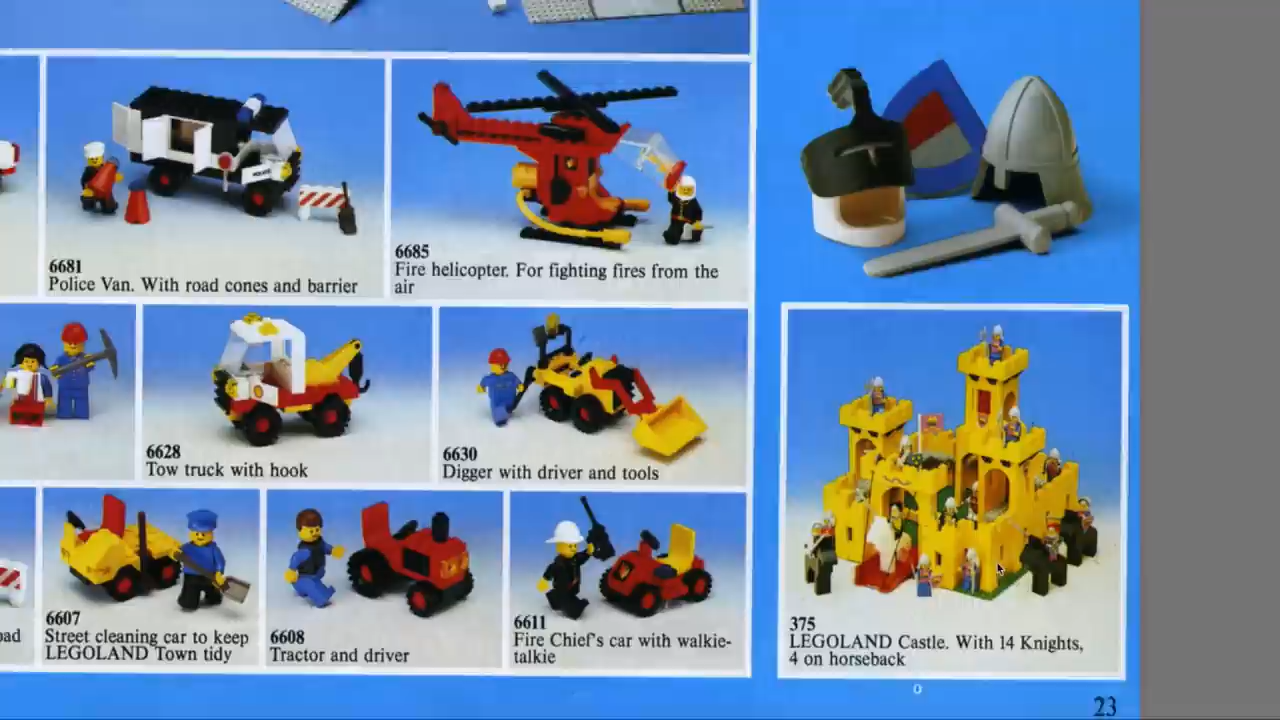 6681
Police Van. With road cones and barrier
6685
Fire helicopter. For fighting fires from the
air
POLICE
6628
Tow truck with hook
6630
Digger with driver and tools
6607
Street cleaning car to keep
LEGOLAND Town tidy
6608
Tractor and driver
6611
Fire Chief's car with walkie-
talkie
375
LEGOLAND Castle. With 14 Knights,
4 on horseback
23